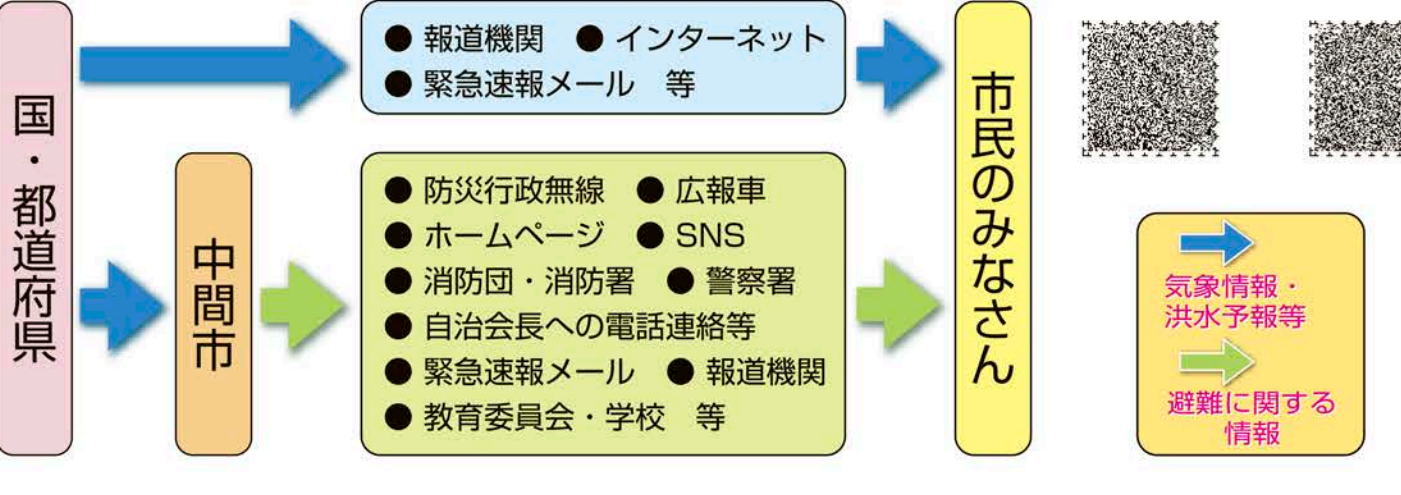 国・都道府県
● 報道機関 ● インターネット
● 緊急速報メール 等
中間市
● 防災行政無線 ● 広報車
● ホームページ ● SNS
● 消防団・消防署 ● 警察署
● 自治会長への電話連絡等
● 緊急速報メール ● 報道機関
● 教育委員会・学校 等
市民のみなさん
気象情報・
洪水予報等
避難に関する
情報